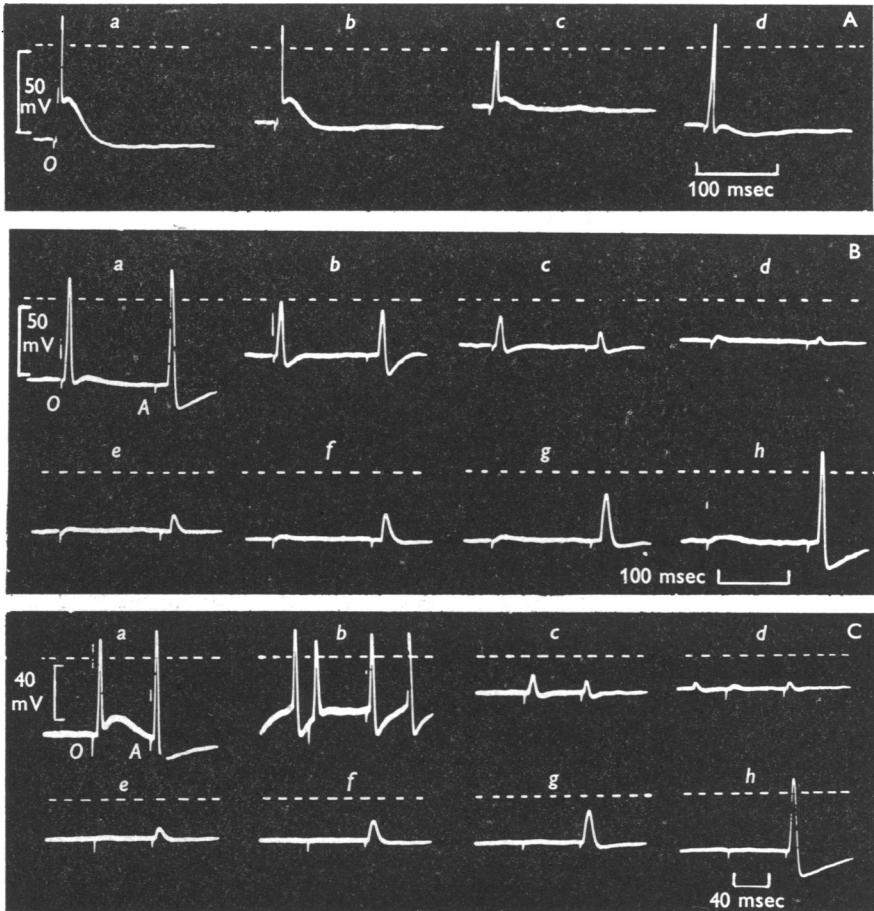 a b c d A
50 mV
O
100 msec
a b c d B
50 mV
O A
e f g h
100 msec
a b c d C
40 mV
O A
e f g h
40 msec